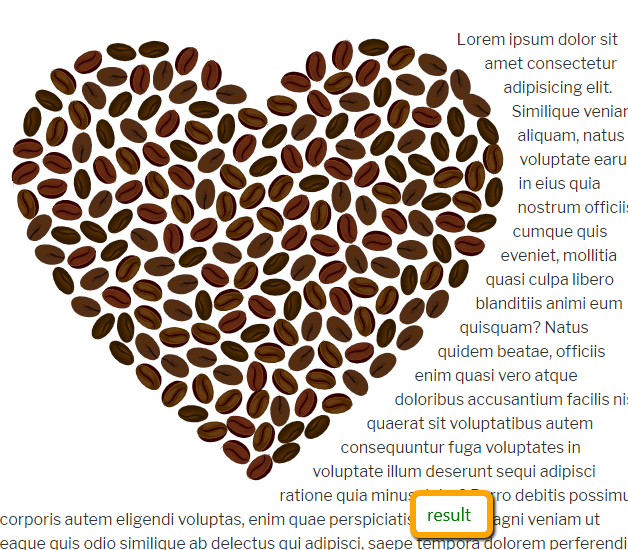 Lorem ipsum dolor sit
amet consectetur
adipisicing elit.
Similique veniam
aliquam, natus
voluptate earu
in eius quia
nostrum officiis
cumque quis
eveniet, mollitia
quasi culpa libero
blanditiis animi eum
quisquam? Natus
quidem beatae, officiis
enim quasi vero atque
doloribus accusantium facilis nis
quaerat sit voluptatibus autem
consequuntur fuga voluptates in
voluptate illum deserunt sequi adipisci
ratione quia minus debitis possimu
corporis autem eligendi voluptas, enim quae perspiciatis agni veniam ut
result
eaque quis odio similique ab delectus qui adipisci, saepe tempora dolorem perferendi